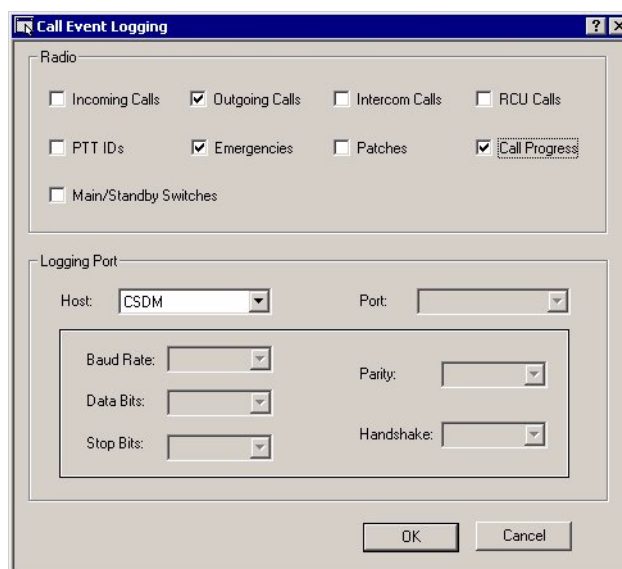 Call Event Logging
Radio
Incoming Calls Outgoing Calls Intercom Calls RCU Calls
PTT IDs Emergencies Patches Call Progress
Main/Standby Switches
Logging Port
Host: CSDM Port:
Baud Rate: Parity:
Data Bits:
Stop Bits: Handshake:
OK Cancel